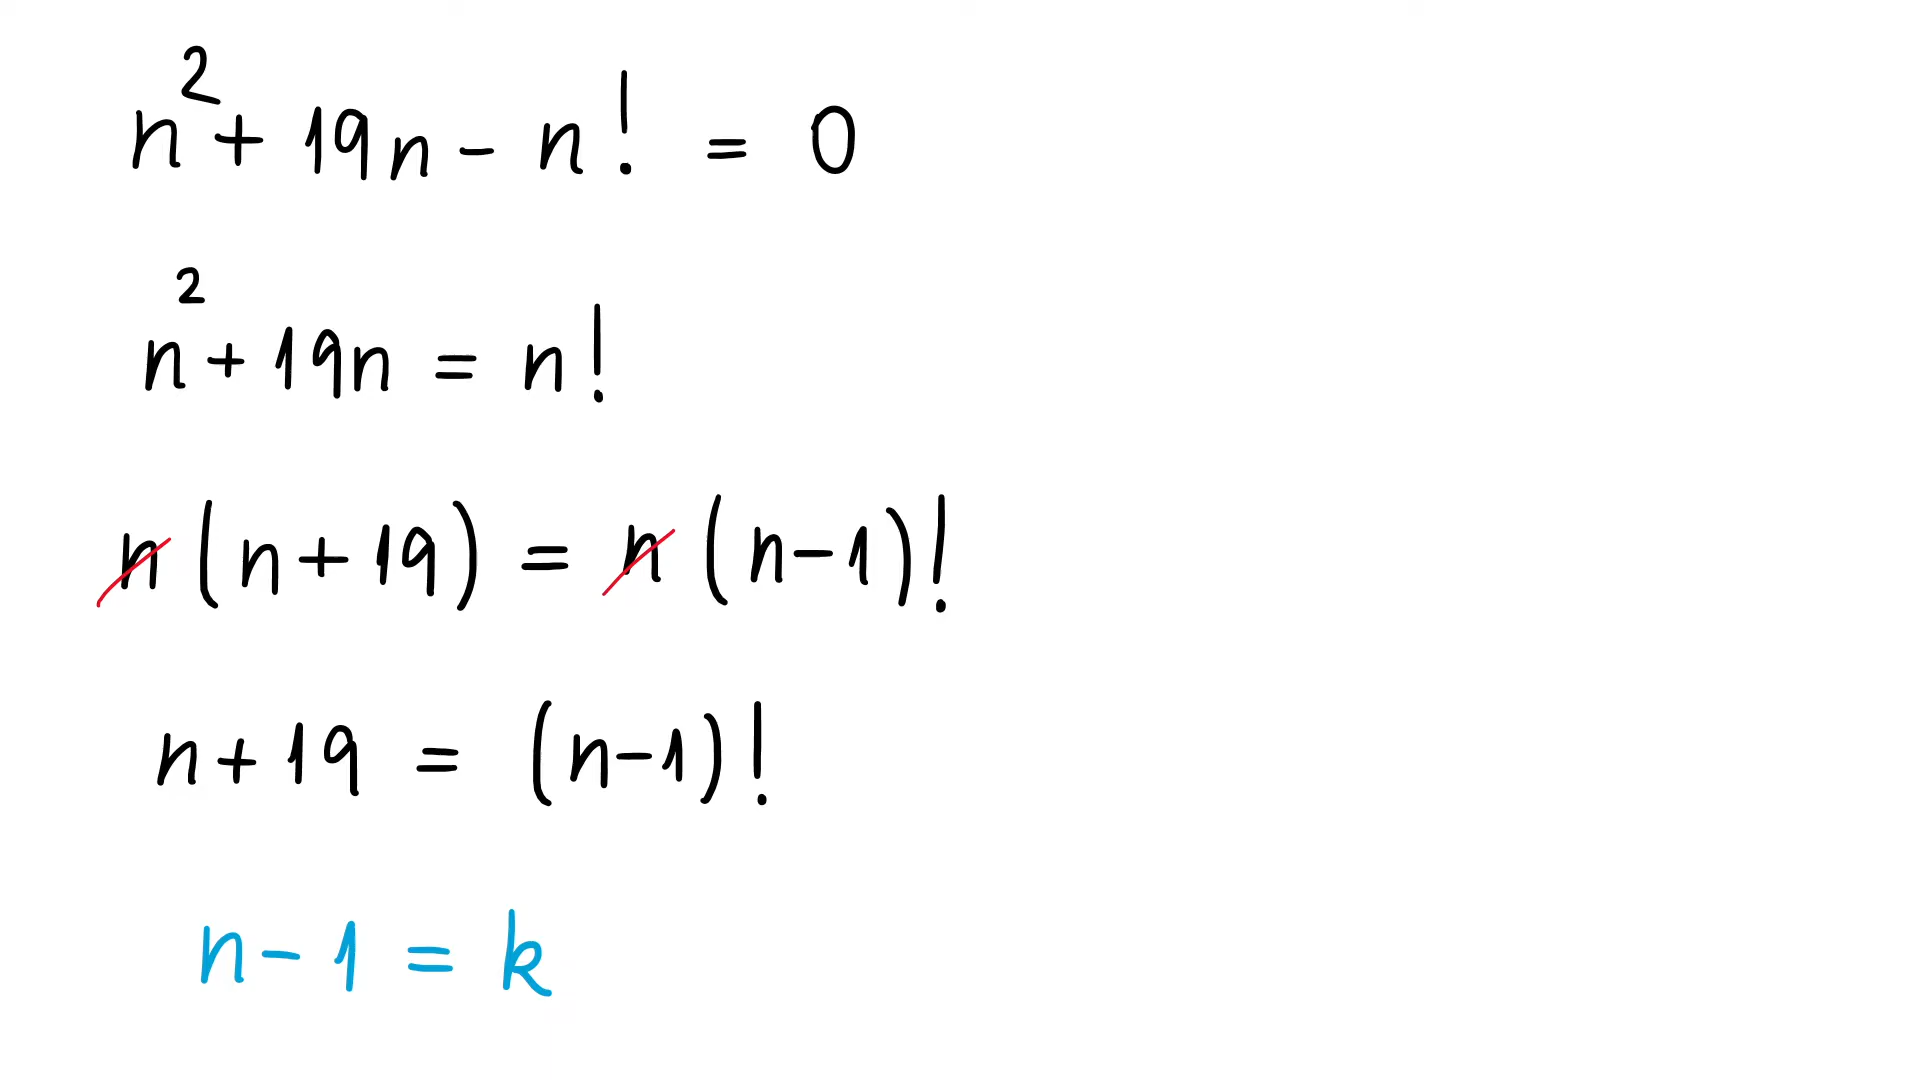 n² + 19n - n! = 0
n² + 19n = n!
n(n + 19) = n(n - 1)!
n + 19 = (n - 1)!
n - 1 = k